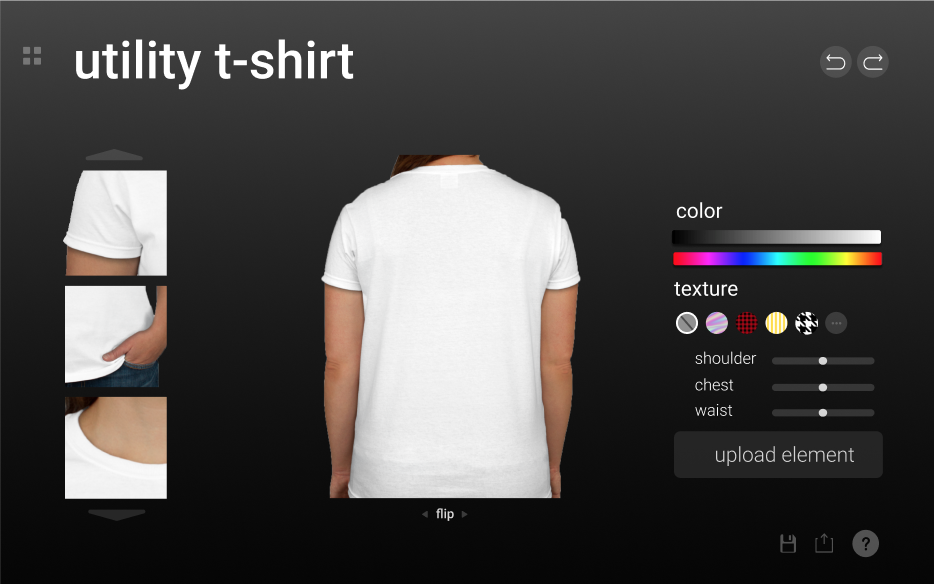 utility t-shirt
color
texture
shoulder
chest
waist
upload element
flip
?